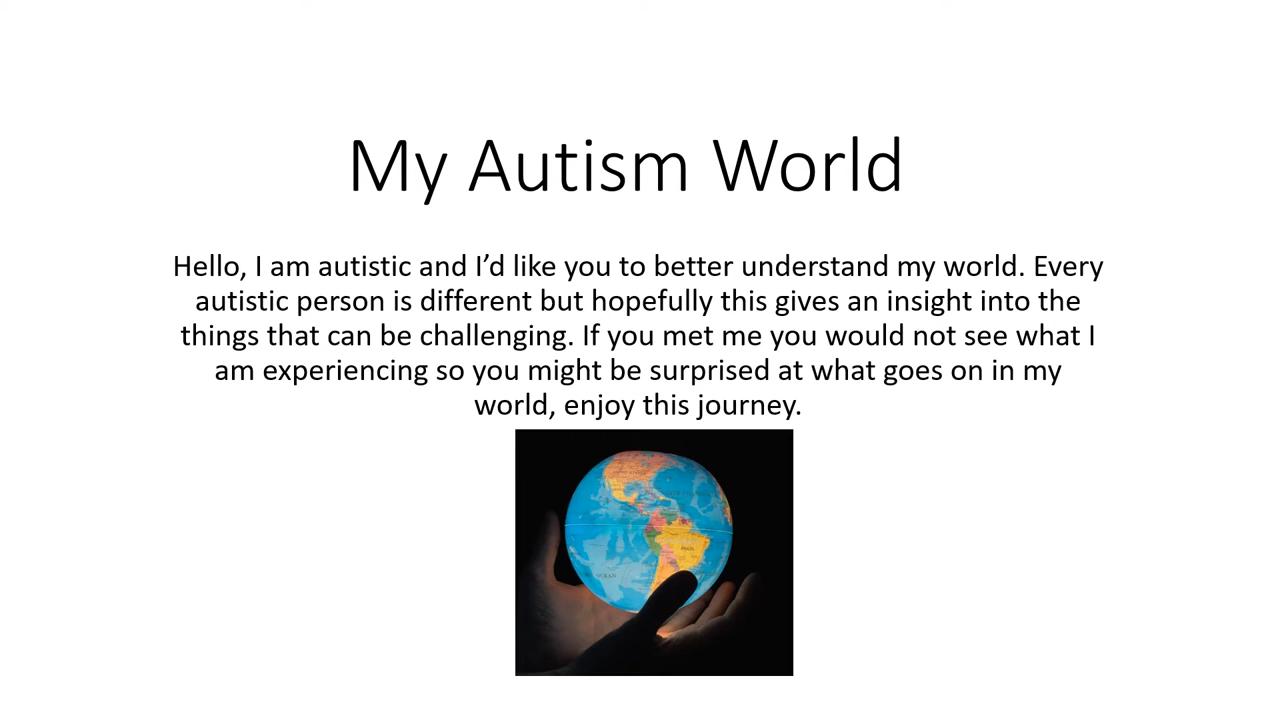 My Autism World
Hello, I am autistic and I’d like you to better understand my world. Every
autistic person is different but hopefully this gives an insight into the
things that can be challenging. If you met me you would not see what I
am experiencing so you might be surprised at what goes on in my
world, enjoy this journey.